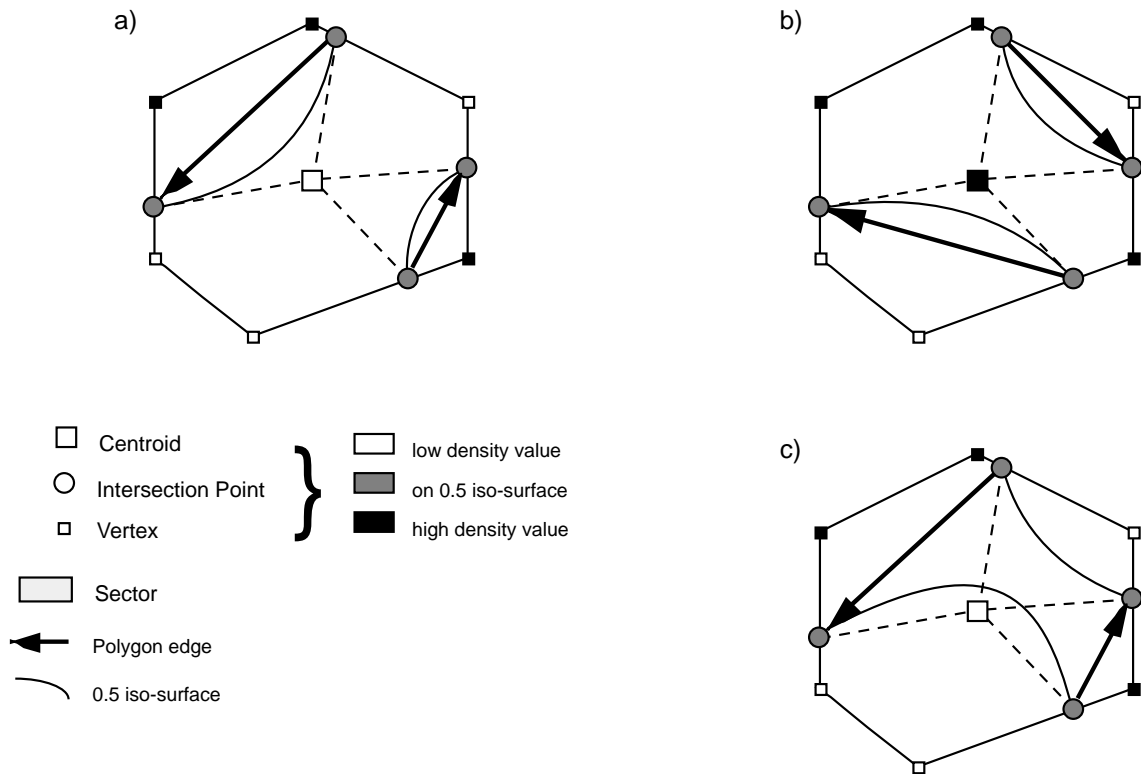 a)
b)
Centroid
Intersection Point
Vertex
}
low density value
on 0.5 iso-surface
high density value
c)
Sector
Polygon edge
0.5 iso-surface